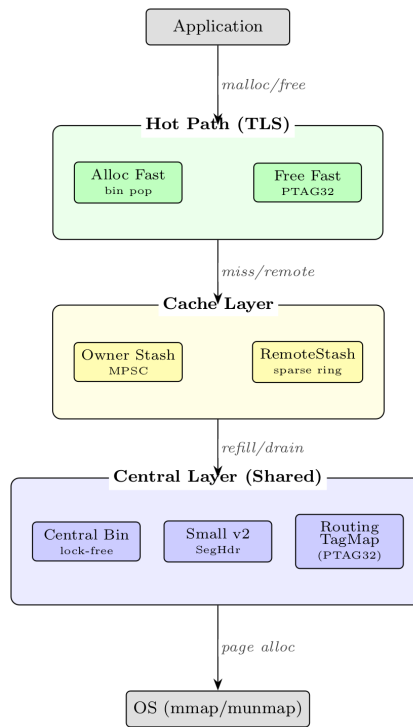 Application
malloc/free
Hot Path (TLS)
Alloc Fast
bin pop
Free Fast
PTAG32
miss/remote
Cache Layer
Owner Stash
MPSC
RemoteStash
sparse ring
refill/drain
Central Layer (Shared)
Central Bin
lock-free
Small v2
SegHdr
Routing
TagMap
(PTAG32)
page alloc
OS (mmap/munmap)